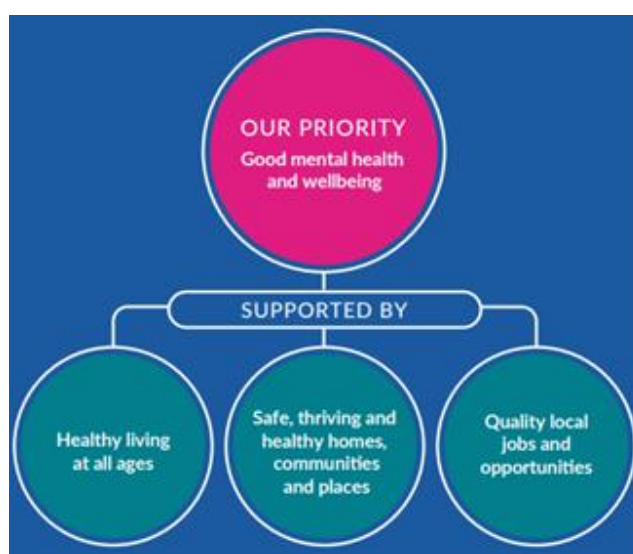 OUR PRIORITY
Good mental health
and wellbeing
SUPPORTED BY
Healthy living
at all ages
Safe, thriving and
healthy homes,
communities
and places
Quality local
jobs and
opportunities